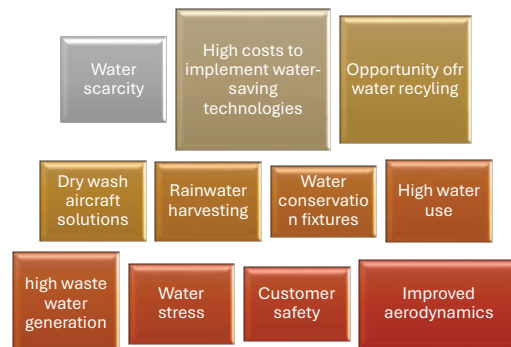 Water
scarcity
High costs to
implement water-
saving
technologies
Opportunity ofr
water recyling
Dry wash
aircraft
solutions
Rainwater
harvesting
Water
conservatio
n fixtures
High water
use
high waste
water
generation
Water
stress
Customer
safety
Improved
aerodynamics